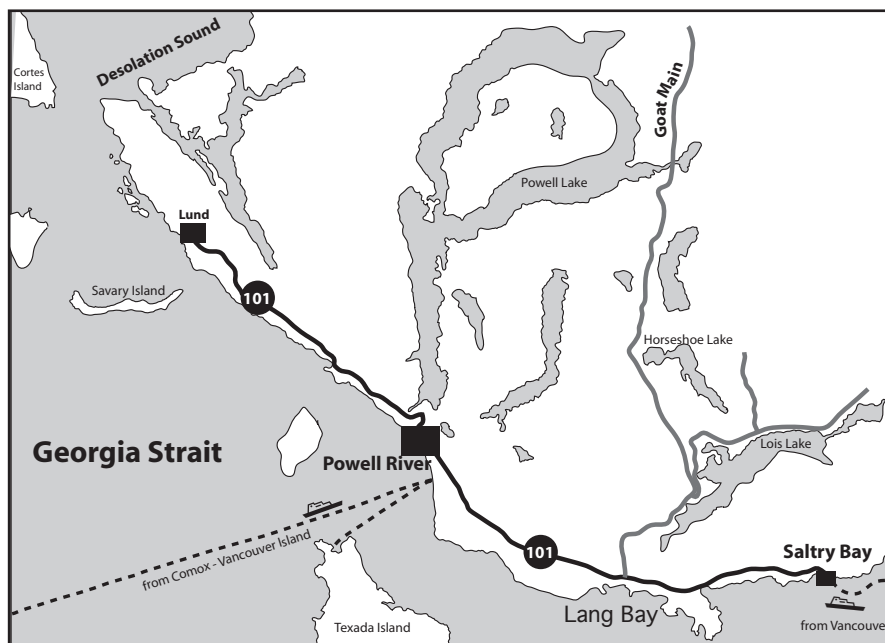 Cortes
Island
Desolation Sound
Goat Main
Powell Lake
Lund
101
Savary Island
Horseshoe Lake
Georgia Strait
Powell River
Lois Lake
101
from Comox - Vancouver Island
Saltry Bay
Lang Bay
Texada Island
from Vancouve